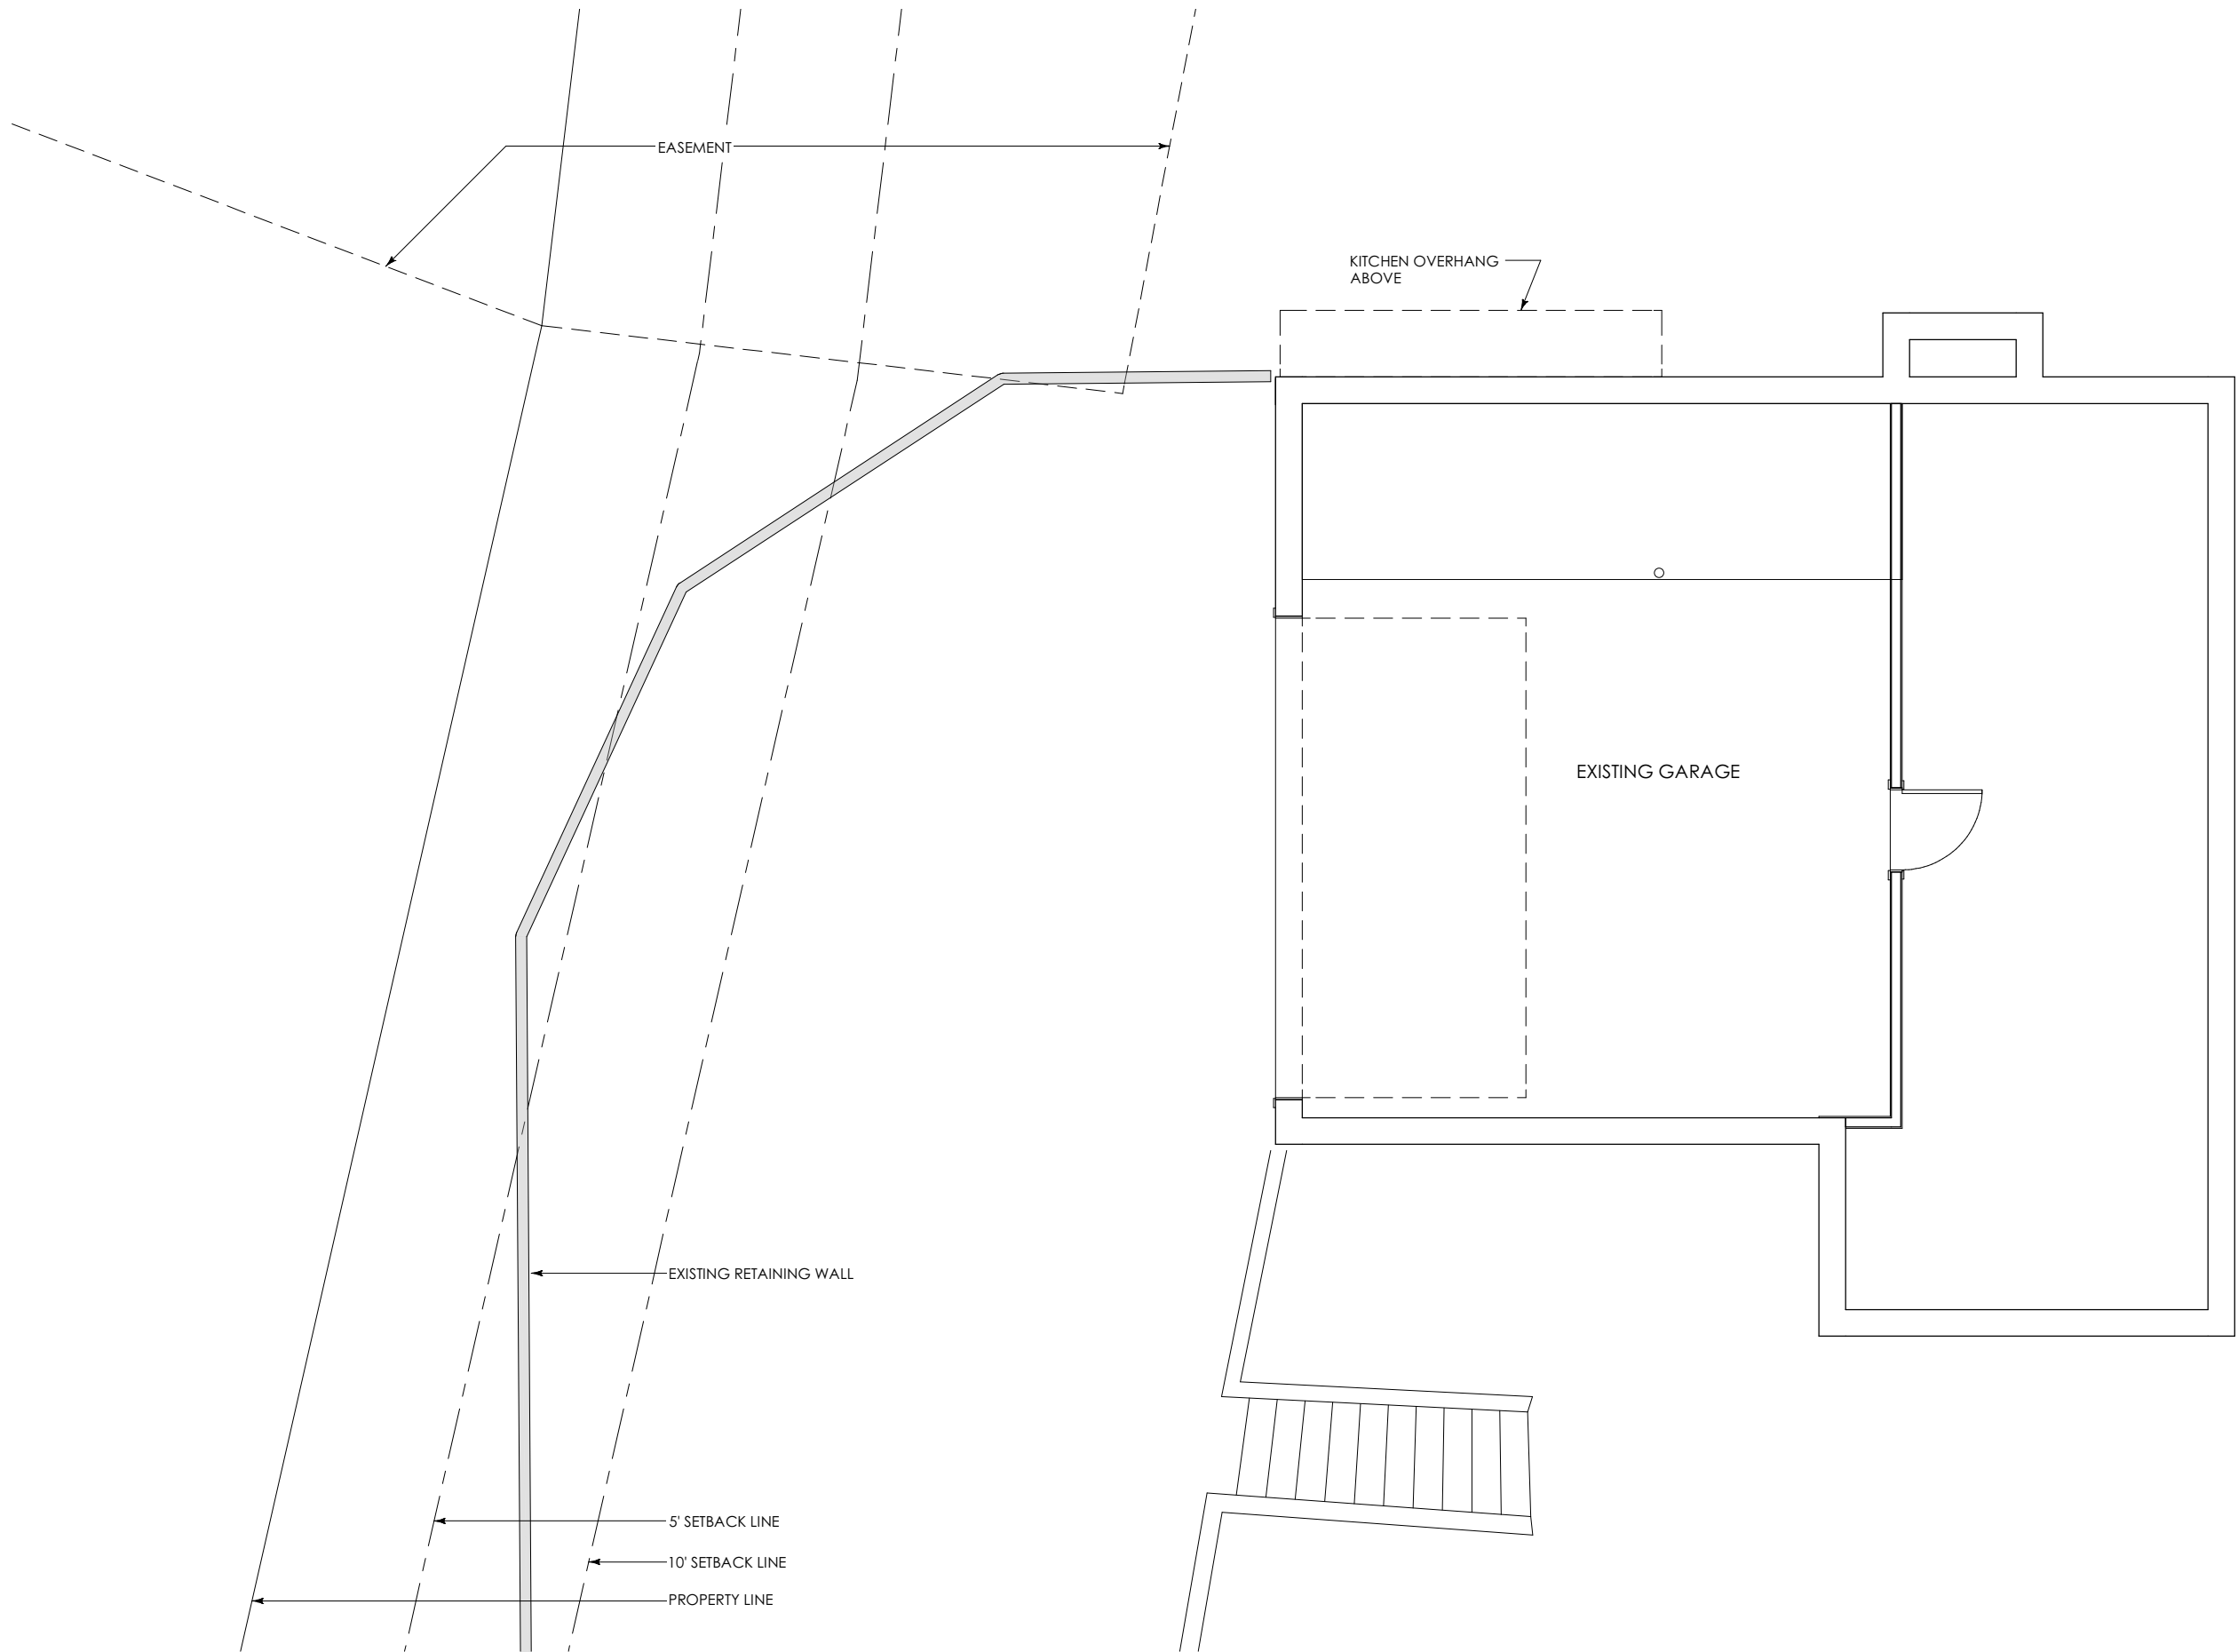 EASEMENT
KITCHEN OVERHANG
ABOVE
EXISTING GARAGE
EXISTING RETAINING WALL
5' SETBACK LINE
10' SETBACK LINE
PROPERTY LINE